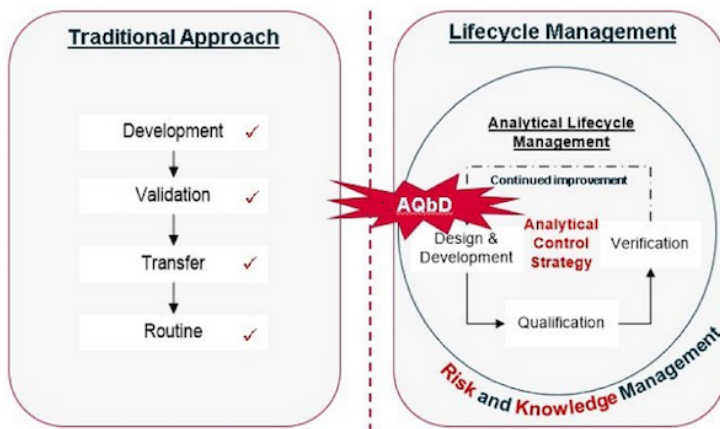 Traditional Approach
Development ✓
Validation ✓
Transfer ✓
Routine ✓
Lifecycle Management
Analytical Lifecycle
Management
Continued improvement
AQbD
Design &
Development
Analytical
Control
Strategy
Verification
Qualification
Risk and Knowledge Management